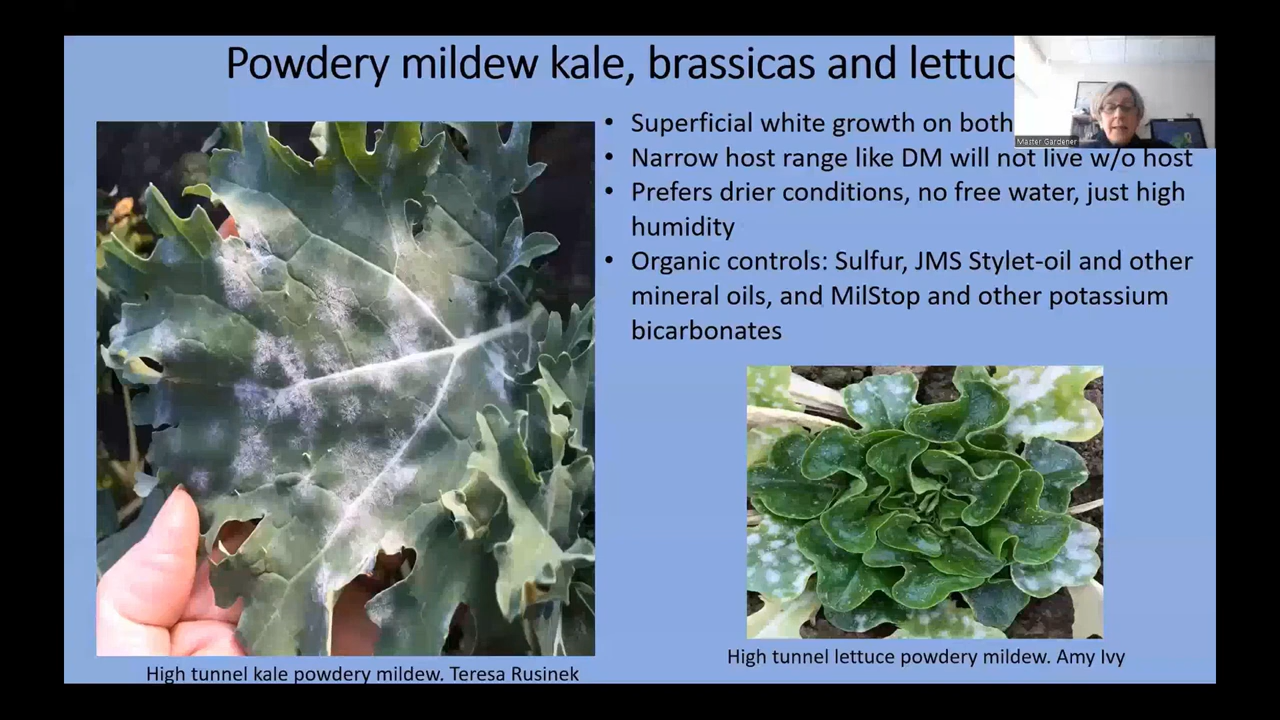 Powdery mildew kale, brassicas and lettuc
Master Gardener
• Superficial white growth on both
• Narrow host range like DM will not live w/o host
• Prefers drier conditions, no free water, just high
humidity
• Organic controls: Sulfur, JMS Stylet-oil and other
mineral oils, and MilStop and other potassium
bicarbonates
High tunnel lettuce powdery mildew. Amy Ivy
High tunnel kale powdery mildew. Teresa Rusinek